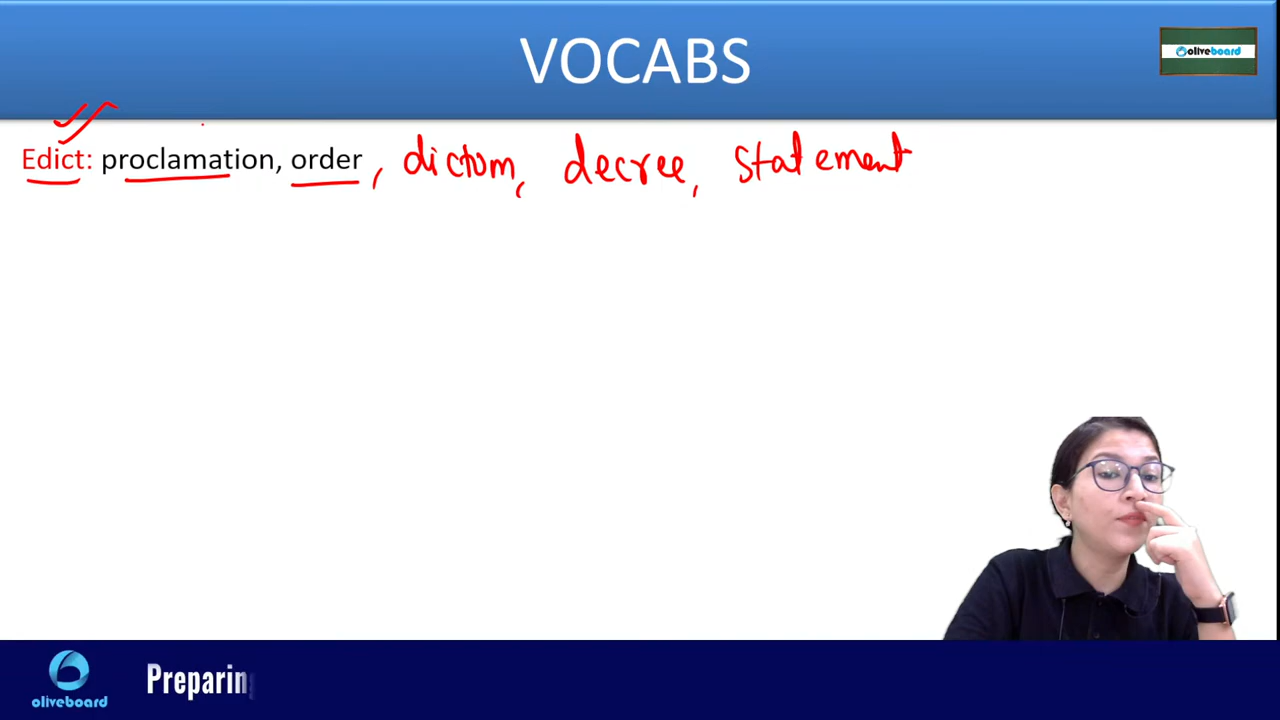 VOCABS
oliveboard
Edict: proclamation, order, dictum, decree, statement
oliveboard
Preparin